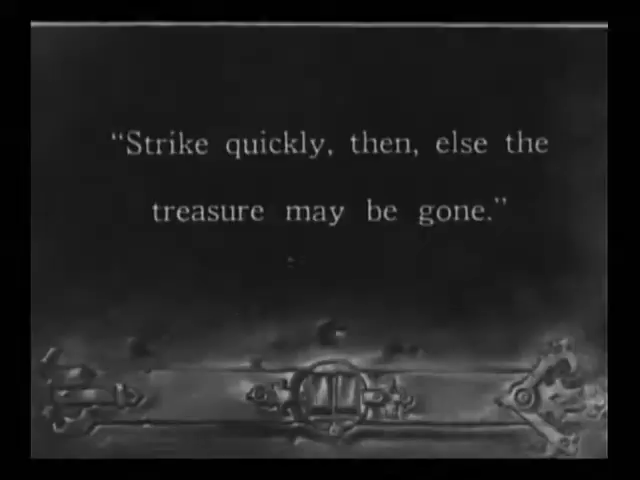 “Strike quickly, then, else the
treasure may be gone.”